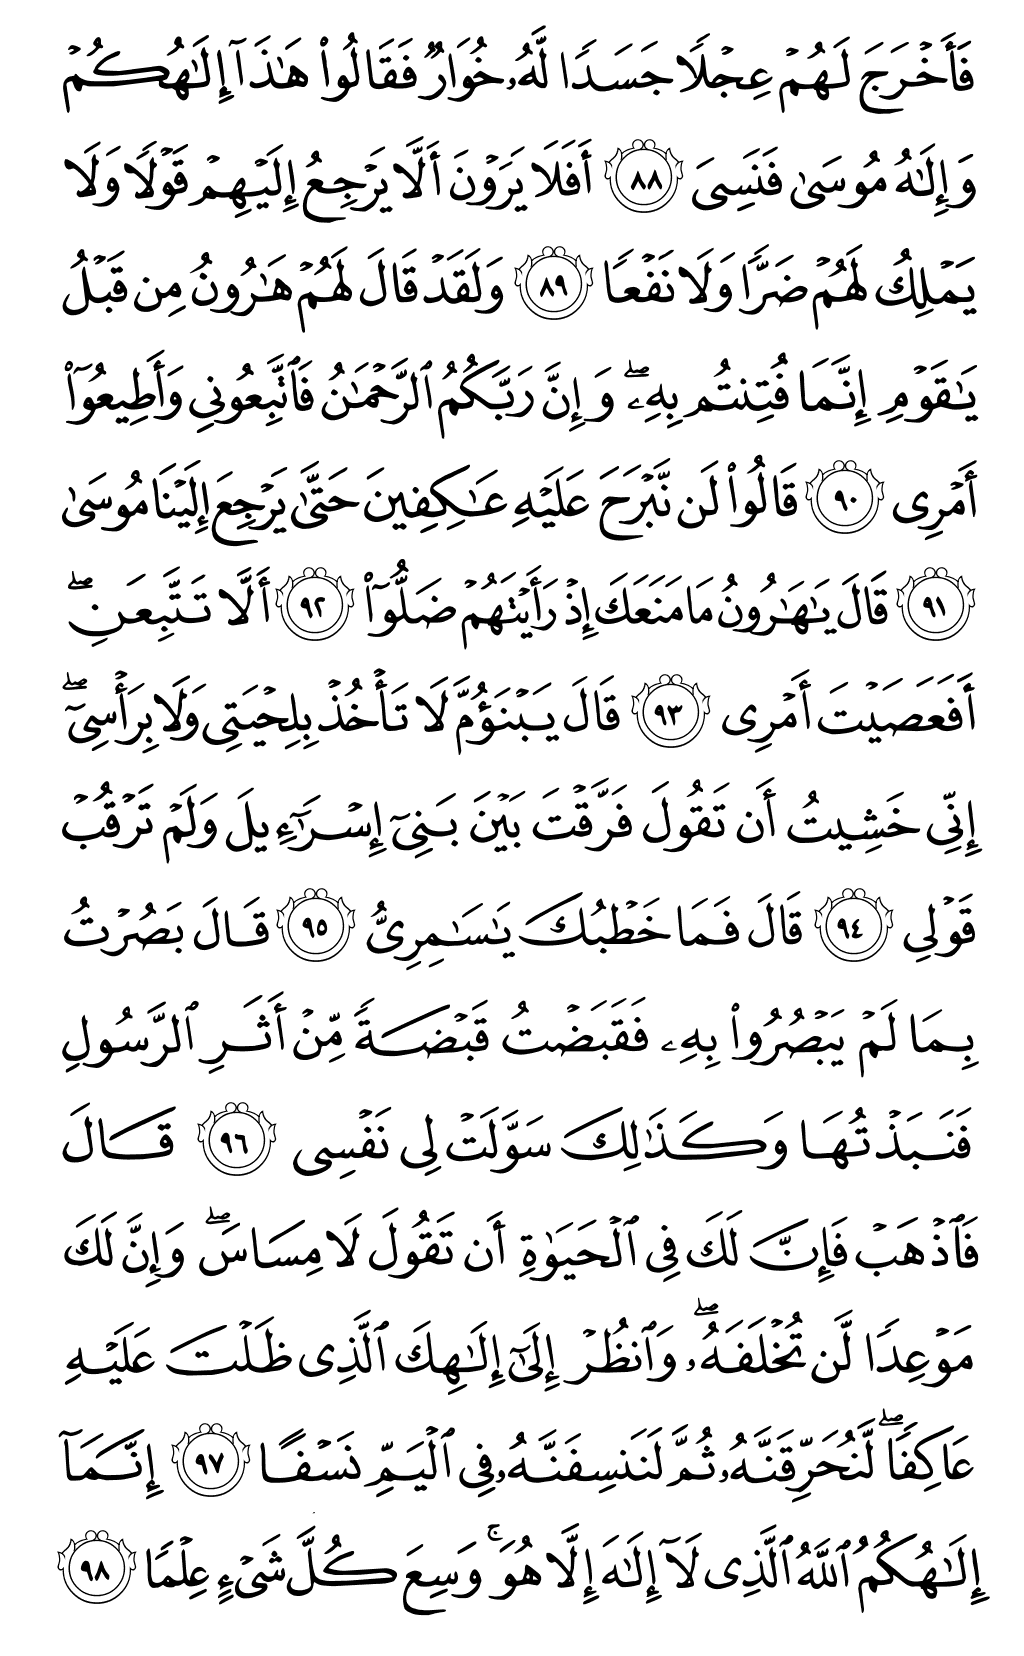 فَأَخْرَجَ لَهُمْ عِجْلًا جَسَدًا لَّهُۥ خُوَارٌ فَقَالُوا۟ هَـٰذَآ إِلَـٰهُكُمْ
وَإِلَـٰهُ مُوسَىٰ فَنَسِىَ ٨٨ أَفَلَا يَرَوْنَ أَلَّا يَرْجِعُ إِلَيْهِمْ قَوْلًا وَلَا
يَمْلِكُ لَهُمْ ضَرًّا وَلَا نَفْعًا ٨٩ وَلَقَدْ قَالَ لَهُمْ هَـٰرُونُ مِن قَبْلُ
يَـٰقَوْمِ إِنَّمَا فُتِنتُم بِهِۦ ۖ وَإِنَّ رَبَّكُمُ ٱلرَّحْمَـٰنُ فَٱتَّبِعُونِى وَأَطِيعُوٓا۟
أَمْرِى ٩٠ قَالُوا۟ لَن نَّبْرَحَ عَلَيْهِ عَـٰكِفِينَ حَتَّىٰ يَرْجِعَ إِلَيْنَا مُوسَىٰ
٩١ قَالَ يَـٰهَـٰرُونُ مَا مَنَعَكَ إِذْ رَأَيْتَهُمْ ضَلُّوٓا۟ ٩٢ أَلَّا تَتَّبِعَنِ ۖ
أَفَعَصَيْتَ أَمْرِى ٩٣ قَالَ يَبْنَؤُمَّ لَا تَأْخُذْ بِلِحْيَتِى وَلَا بِرَأْسِىٓ ۖ
إِنِّى خَشِيتُ أَن تَقُولَ فَرَّقْتَ بَيْنَ بَنِىٓ إِسْرَٰٓءِيلَ وَلَمْ تَرْقُبْ
قَوْلِى ٩٤ قَالَ فَمَا خَطْبُكَ يَـٰسَـٰمِرِىُّ ٩٥ قَالَ بَصُرْتُ
بِمَا لَمْ يَبْصُرُوا۟ بِهِۦ فَقَبَضْتُ قَبْضَةً مِّنْ أَثَرِ ٱلرَّسُولِ
فَنَبَذْتُهَا وَكَذَٰلِكَ سَوَّلَتْ لِى نَفْسِى ٩٦ قَالَ
فَٱذْهَبْ فَإِنَّ لَكَ فِى ٱلْحَيَوٰةِ أَن تَقُولَ لَا مِسَاسَ ۖ وَإِنَّ لَكَ
مَوْعِدًا لَّن تُخْلَفَهُۥ ۖ وَٱنظُرْ إِلَىٰٓ إِلَـٰهِكَ ٱلَّذِى ظَلْتَ عَلَيْهِ
عَاكِفًا ۖ لَّنُحَرِّقَنَّهُۥ ثُمَّ لَنَنسِفَنَّهُۥ فِى ٱلْيَمِّ نَسْفًا ٩٧ إِنَّمَآ
إِلَـٰهُكُمُ ٱللَّهُ ٱلَّذِى لَآ إِلَـٰهَ إِلَّا هُوَ ۚ وَسِعَ كُلَّ شَىْءٍ عِلْمًا ٩٨